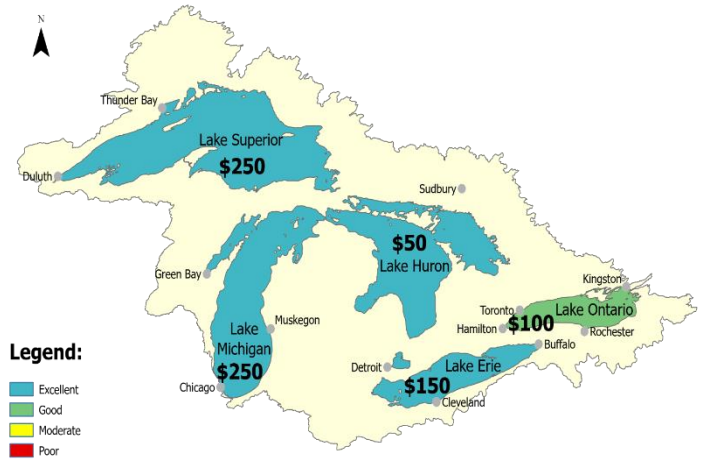 N
Thunder Bay
Lake Superior
$250
Duluth
Sudbury
$50
Lake Huron
Green Bay
Kingston
Toronto
Lake Ontario
$100
Hamilton
Rochester
Muskegon
Lake
Michigan
$250
Buffalo
Detroit
Lake Erie
$150
Chicago
Cleveland
Legend:
Excellent
Good
Moderate
Poor